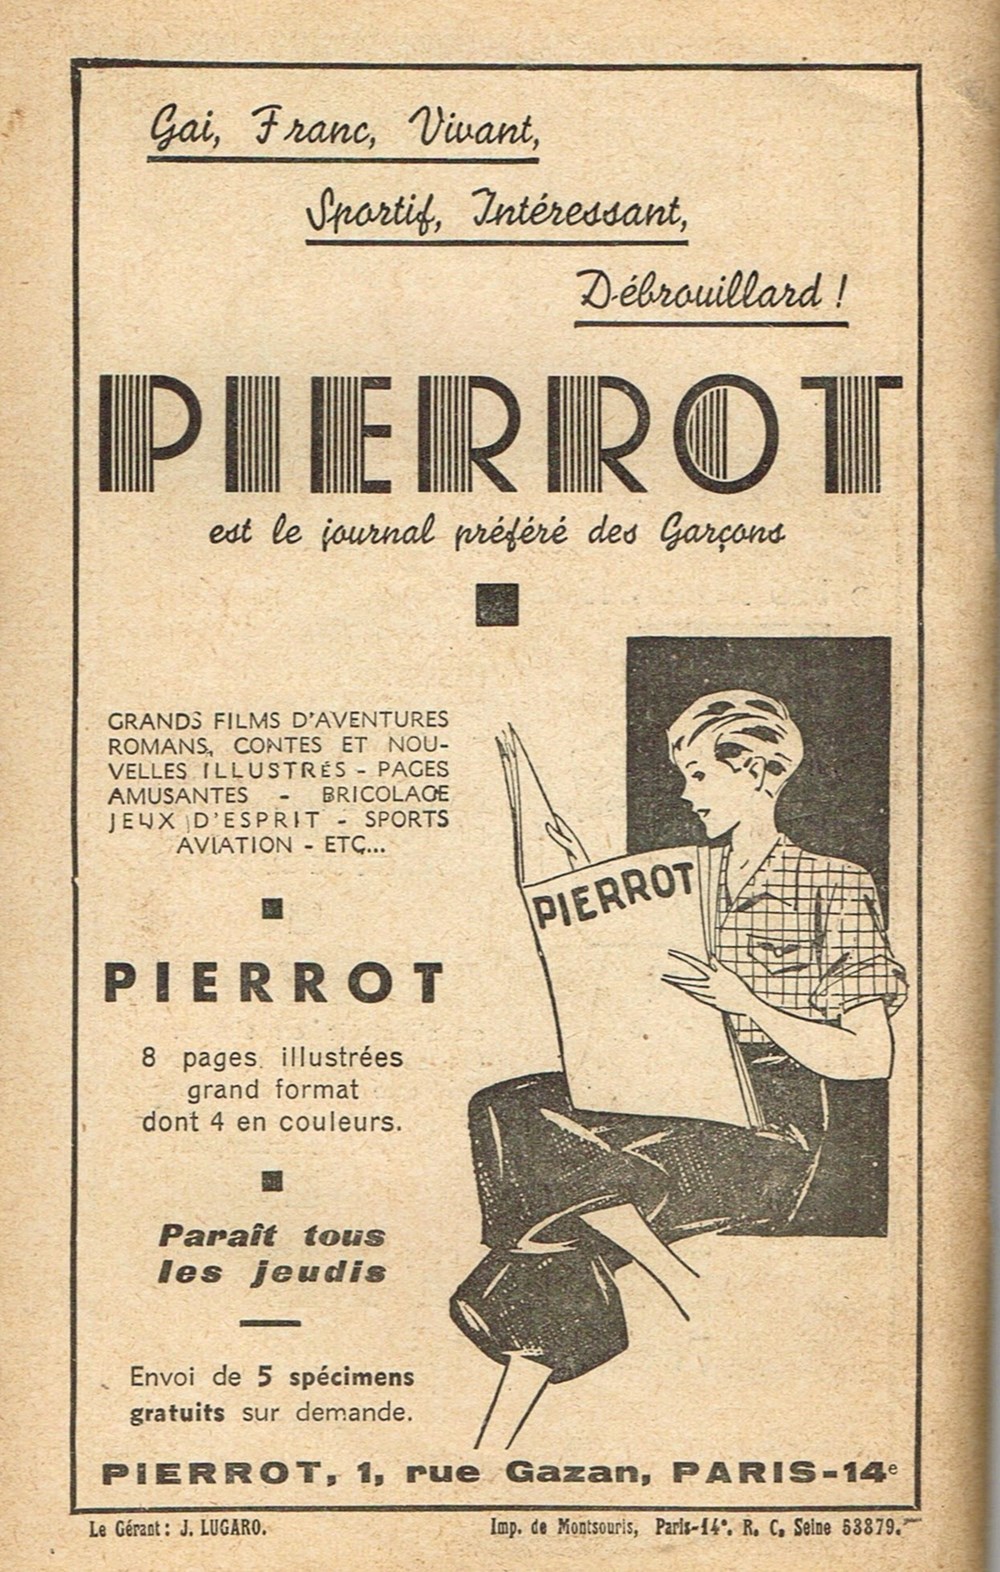 Gai, Franc, Vivant,
Sportif, Intéressant,
Débrouillard !
PIERROT
est le journal préféré des Garçons
GRANDS FILMS D'AVENTURES
ROMANS, CONTES ET NOU-
VELLES ILLUSTRÉS - PAGES
AMUSANTES - BRICOLAGE
JEUX D'ESPRIT - SPORTS
AVIATION - ETC...
PIERROT
PIERROT
8 pages illustrées
grand format
dont 4 en couleurs.
Paraît tous
les jeudis
Envoi de 5 spécimens
gratuits sur demande.
PIERROT, 1, rue Gazan, PARIS-14e
Le Gérant : J. LUGARO.
Imp. de Montsouris, Paris-14e. R. C. Seine 53879.